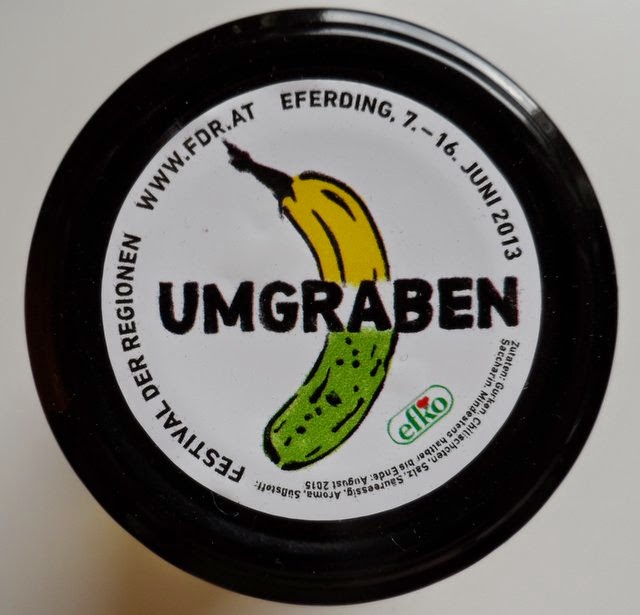 FESTIVAL DER REGIONEN WWW.FDR.AT EFERDING, 7.–16. JUNI 2013
UMGRABEN
efko
Zutaten: Gurken, Chilischoten, Salz, Säureessig, Aroma, Süßstoff:
Saccharin. Mindestens haltbar bis Ende: August 2015